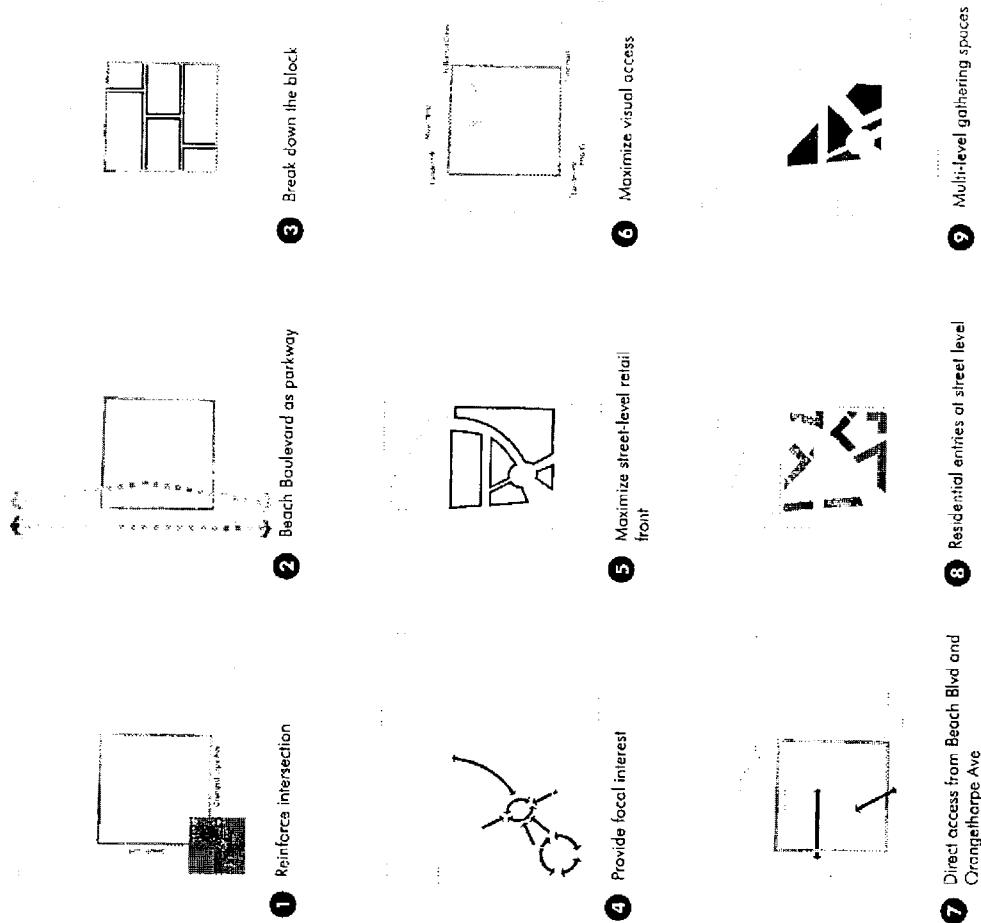 1 Reinforce intersection
2 Beach Boulevard as parkway
3 Break down the block
4 Provide focal interest
5 Maximize street-level retail
front
6 Maximize visual access
7 Direct access from Beach Blvd and
Orangethorpe Ave
8 Residential entries at street level
9 Multi-level gathering spaces